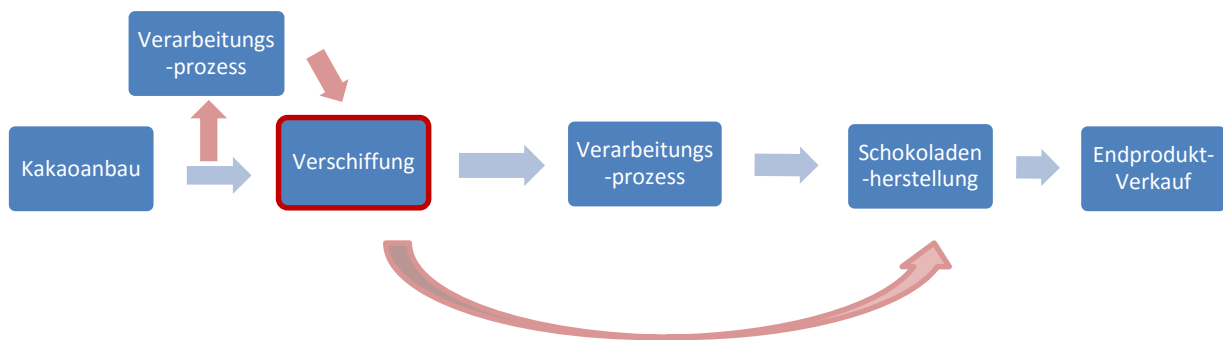 Verarbeitungs
-prozess
Kakaoanbau
Verschiffung
Verarbeitungs
-prozess
Schokoladen
-herstellung
Endprodukt-
Verkauf